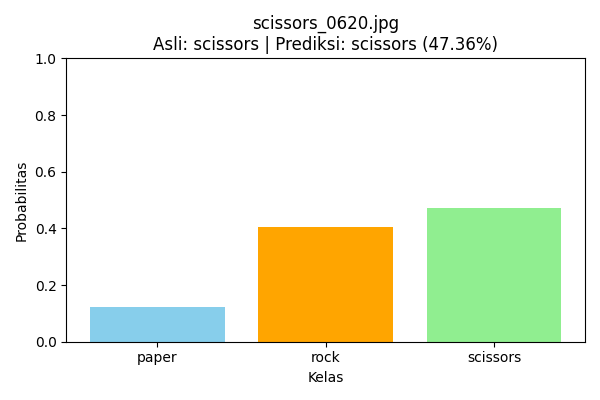 scissors_0620.jpg
Asli: scissors | Prediksi: scissors (47.36%)
1.0
0.8
0.6
0.4
0.2
0.0
Probabilitas
paper rock scissors
Kelas